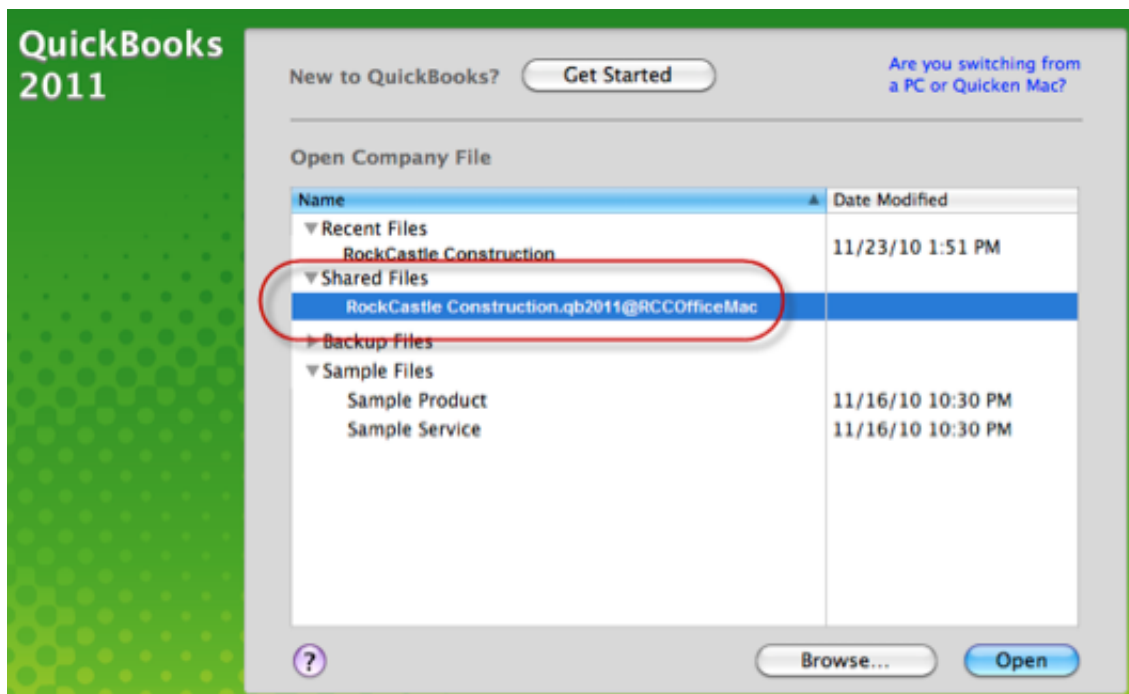 QuickBooks
2011
New to QuickBooks? Get Started
Are you switching from
a PC or Quicken Mac?
Open Company File
Name Date Modified
Recent Files
RockCastle Construction 11/23/10 1:51 PM
Shared Files
RockCastle Construction.qb2011@RCCOfficeMac
Backup Files
Sample Files
Sample Product 11/16/10 10:30 PM
Sample Service 11/16/10 10:30 PM
? Browse... Open